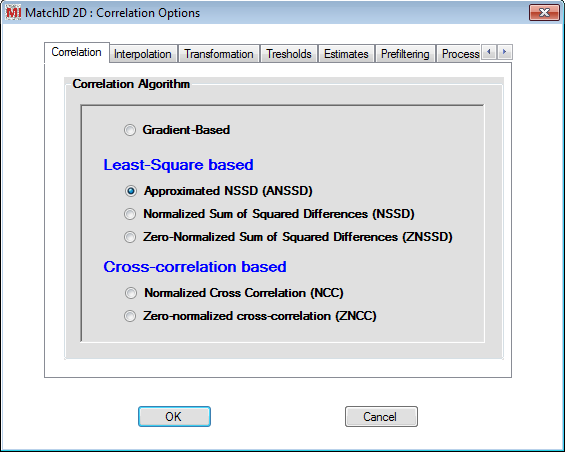 MatchID 2D : Correlation Options
Correlation Interpolation Transformation Tresholds Estimates Prefiltering Process
Correlation Algorithm
Gradient-Based
Least-Square based
Approximated NSSD (ANSSD)
Normalized Sum of Squared Differences (NSSD)
Zero-Normalized Sum of Squared Differences (ZNSSD)
Cross-correlation based
Normalized Cross Correlation (NCC)
Zero-normalized cross-correlation (ZNCC)
OK Cancel